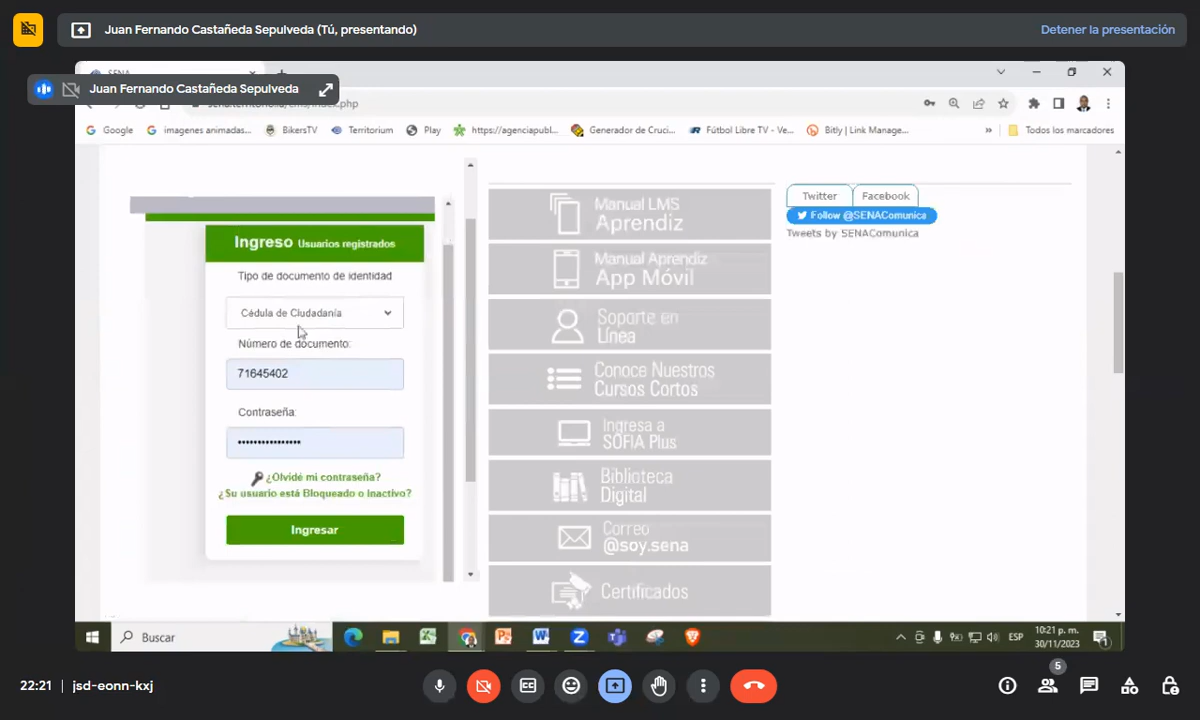 Juan Fernando Castañeda Sepulveda (Tú, presentando)
Detener la presentación
SENA
Juan Fernando Castañeda Sepulveda
Google
imagenes animadas...
BikersTV
Territorium
Play
https://agenciapubl...
Generador de Cruci...
Fútbol Libre TV - Ve...
Bitly | Link Manage...
»
Todos los marcadores
Ingreso Usuarios registrados
Tipo de documento de identidad
Cédula de Ciudadanía
Número de documento:
71645402
Contraseña:
••••••••••••••••
¿Olvidé mi contraseña?
¿Su usuario está Bloqueado o Inactivo?
Ingresar
Manual LMS
Aprendiz
Manual Aprendiz
App Móvil
Soporte en
Línea
Conoce Nuestros
Cursos Cortos
Ingresa a
SOFIA Plus
Biblioteca
Digital
Correo
@soy.sena
Certificados
Twitter
Facebook
Follow @SENAComunica
Tweets by SENAComunica
Buscar
ESP
10:21 p. m.
30/11/2023
1
22:21 | jsd-eonn-kxj
5